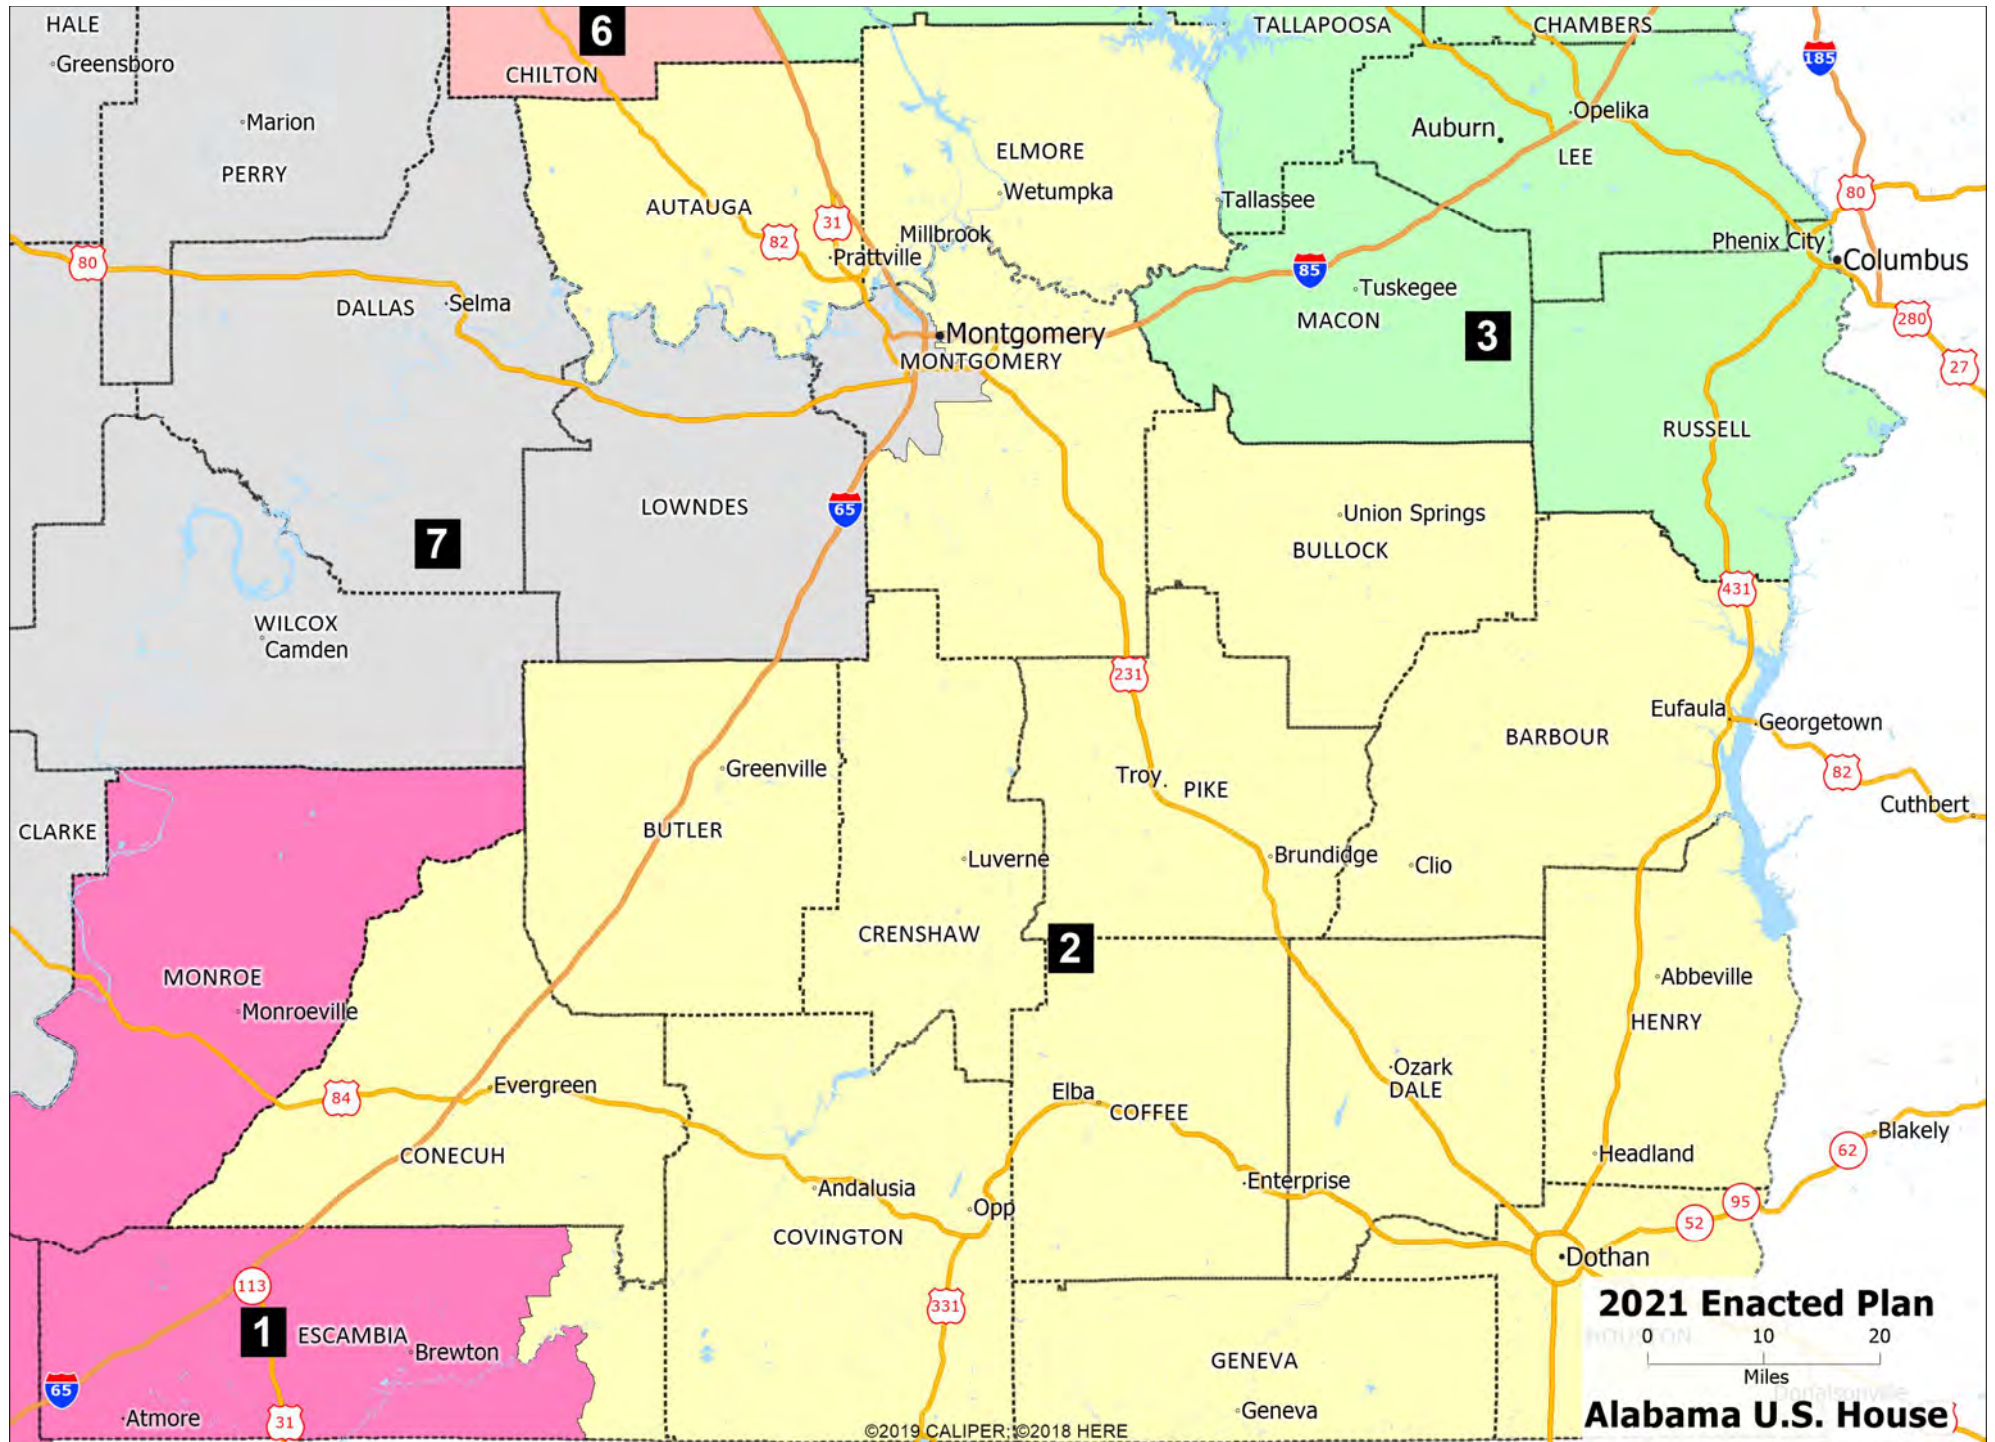 HALE
6
TALLAPOOSA
CHAMBERS
Greensboro
CHILTON
185
Marion
Opelika
Auburn
ELMORE
LEE
PERRY
Wetumpka
80
AUTAUGA
Tallassee
31
82
Millbrook
Phenix City
Prattville
80
85
Columbus
DALLAS
Selma
Tuskegee
MACON
3
280
Montgomery
MONTGOMERY
27
RUSSELL
LOWNDES
65
Union Springs
7
BULLOCK
431
WILCOX
Camden
231
Eufaula
Georgetown
BARBOUR
Greenville
Troy
PIKE
82
Cuthbert
CLARKE
BUTLER
Luverne
Brundidge
Clio
CRENSHAW
2
MONROE
Abbeville
Monroeville
HENRY
Ozark
Evergreen
84
Elba
DALE
COFFEE
Blakely
CONECUH
Headland
62
Andalusia
Enterprise
Opp
95
52
COVINGTON
Dothan
113
331
2021 Enacted Plan
1
ESCAMBIA
HOUSTON
0 10 20
Brewton
GENEVA
Miles
65
Donalsonville
Atmore
31
Geneva
Alabama U.S. House
©2019 CALIPER; ©2018 HERE